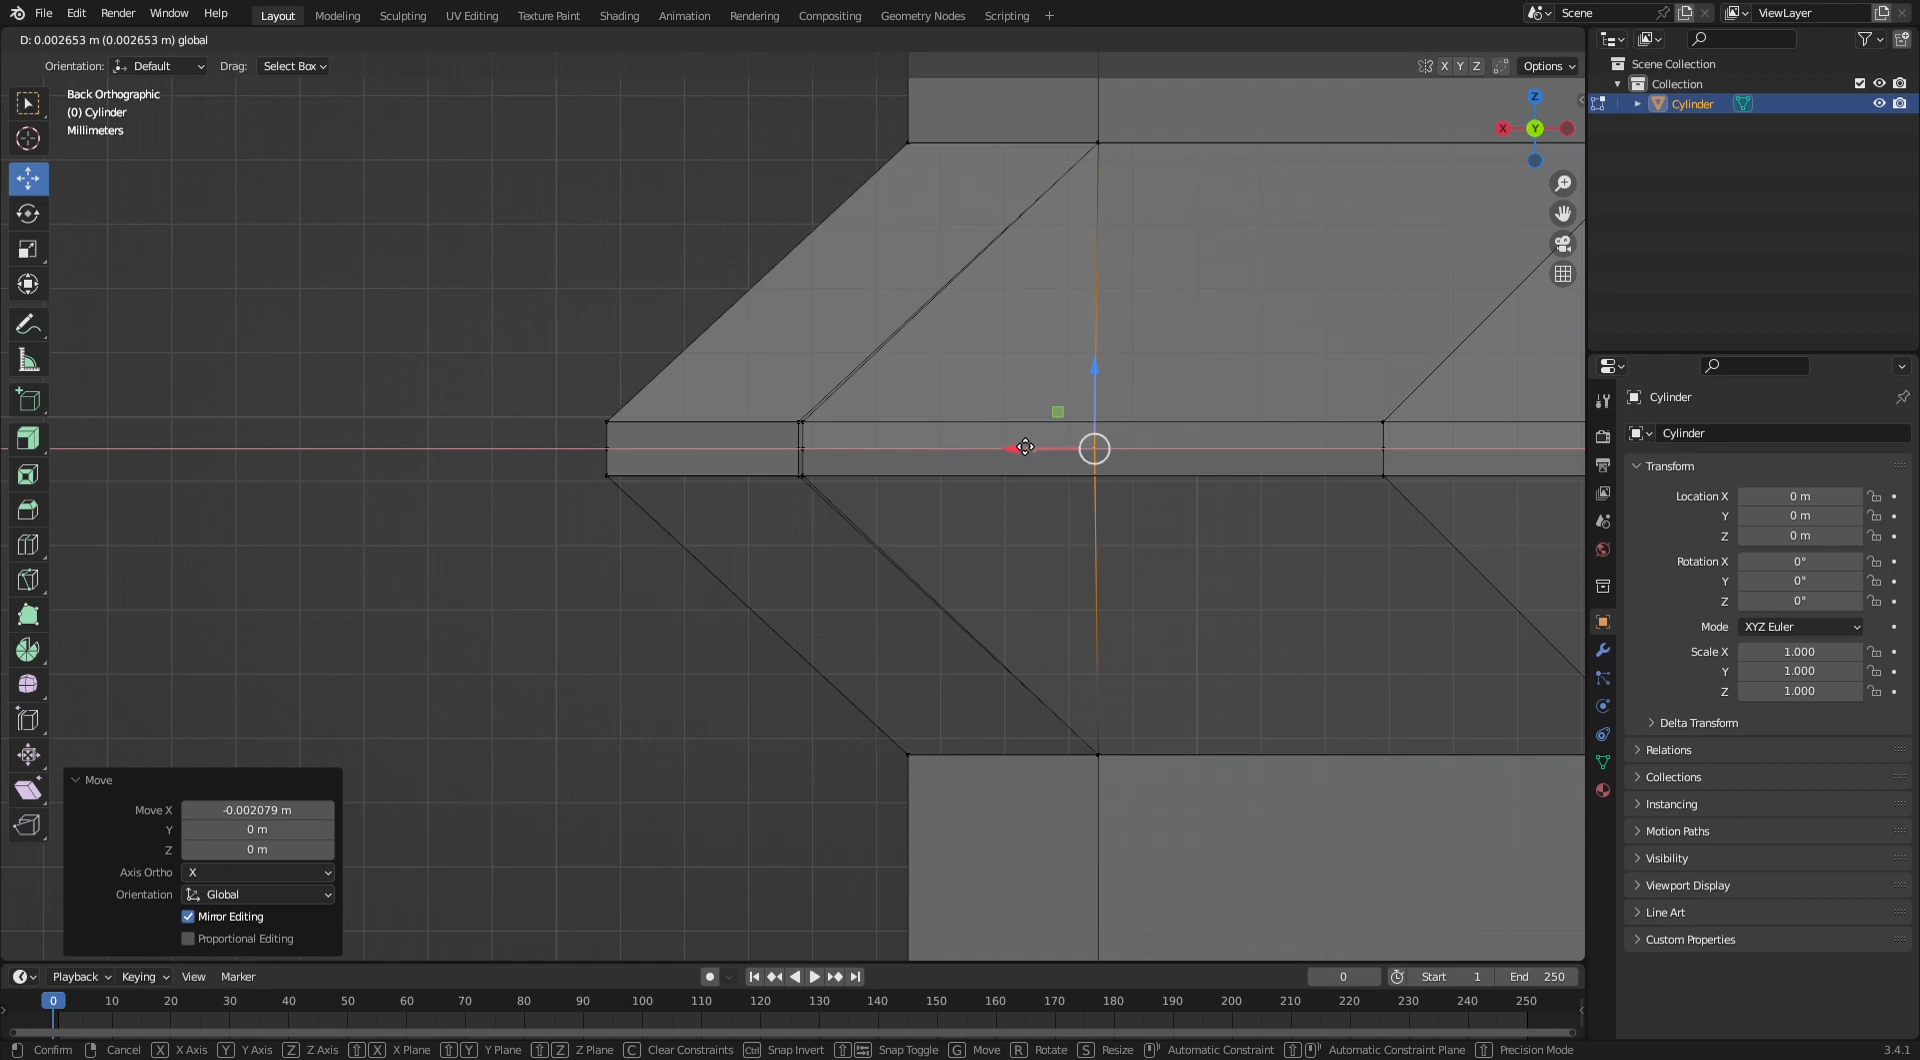 File Edit Render Window Help Layout Modeling Sculpting UV Editing Texture Paint Shading Animation Rendering Compositing Geometry Nodes Scripting + Scene ViewLayer
D: 0.002653 m (0.002653 m) global
Orientation: Default Drag: Select Box X Y Z Options
Back Orthographic
(0) Cylinder
Millimeters
Z
X Y
Scene Collection
Collection
Cylinder
Cylinder
Cylinder
Transform
Location X 0 m
Y 0 m
Z 0 m
Rotation X 0°
Y 0°
Z 0°
Mode XYZ Euler
Scale X 1.000
Y 1.000
Z 1.000
Delta Transform
Relations
Collections
Instancing
Motion Paths
Visibility
Viewport Display
Line Art
Custom Properties
Move
Move X -0.002079 m
Y 0 m
Z 0 m
Axis Ortho X
Orientation Global
Mirror Editing
Proportional Editing
Playback Keying View Marker 0 Start 1 End 250
0 10 20 30 40 50 60 70 80 90 100 110 120 130 140 150 160 170 180 190 200 210 220 230 240 250
Confirm Cancel X X Axis Y Y Axis Z Z Axis X X Plane Y Y Plane Z Z Plane C Clear Constraints Ctrl Snap Invert Snap Toggle G Move R Rotate S Resize Automatic Constraint Automatic Constraint Plane Precision Mode 3.4.1